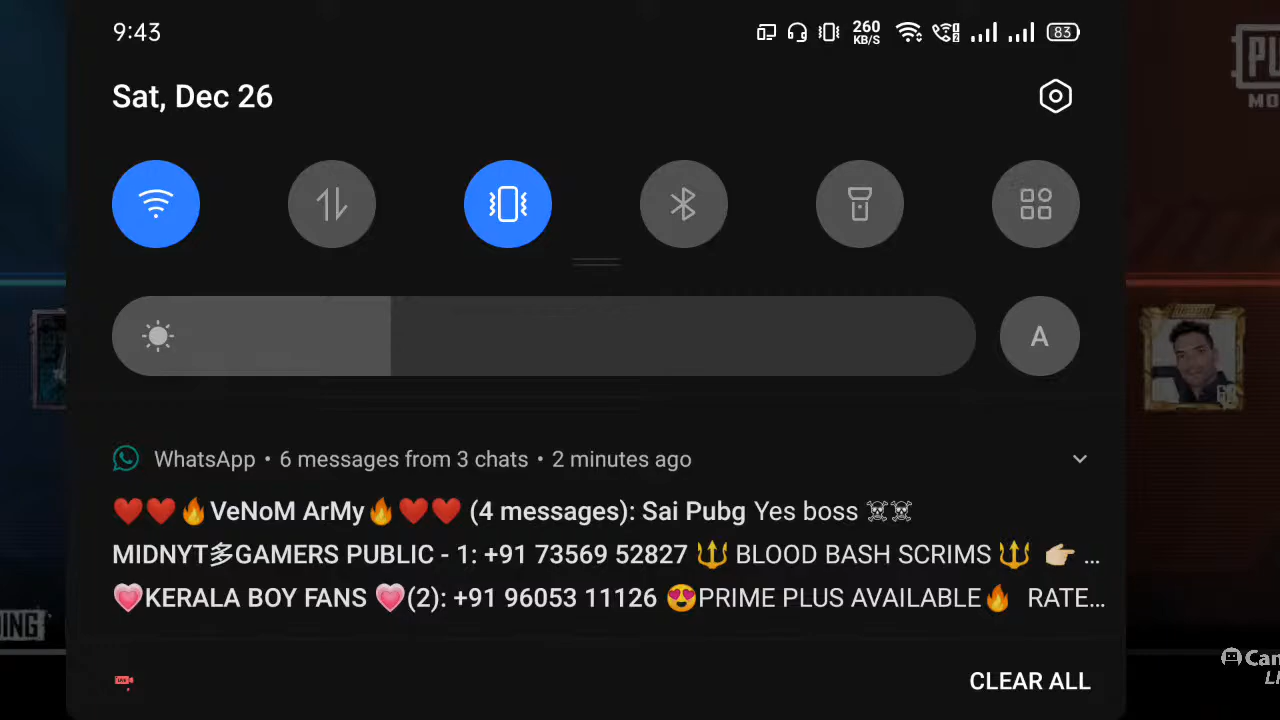 9:43
260
KB/S
83
Sat, Dec 26
A
WhatsApp • 6 messages from 3 chats • 2 minutes ago
❤️❤️🔥VeNoM ArMy🔥❤️❤️ (4 messages): Sai Pubg Yes boss ☠️☠️
MIDNYT多GAMERS PUBLIC - 1: +91 73569 52827 🔱 BLOOD BASH SCRIMS 🔱 👉🏼 ...
💗KERALA BOY FANS 💗(2): +91 96053 11126 😍PRIME PLUS AVAILABLE🔥 RATE...
CLEAR ALL